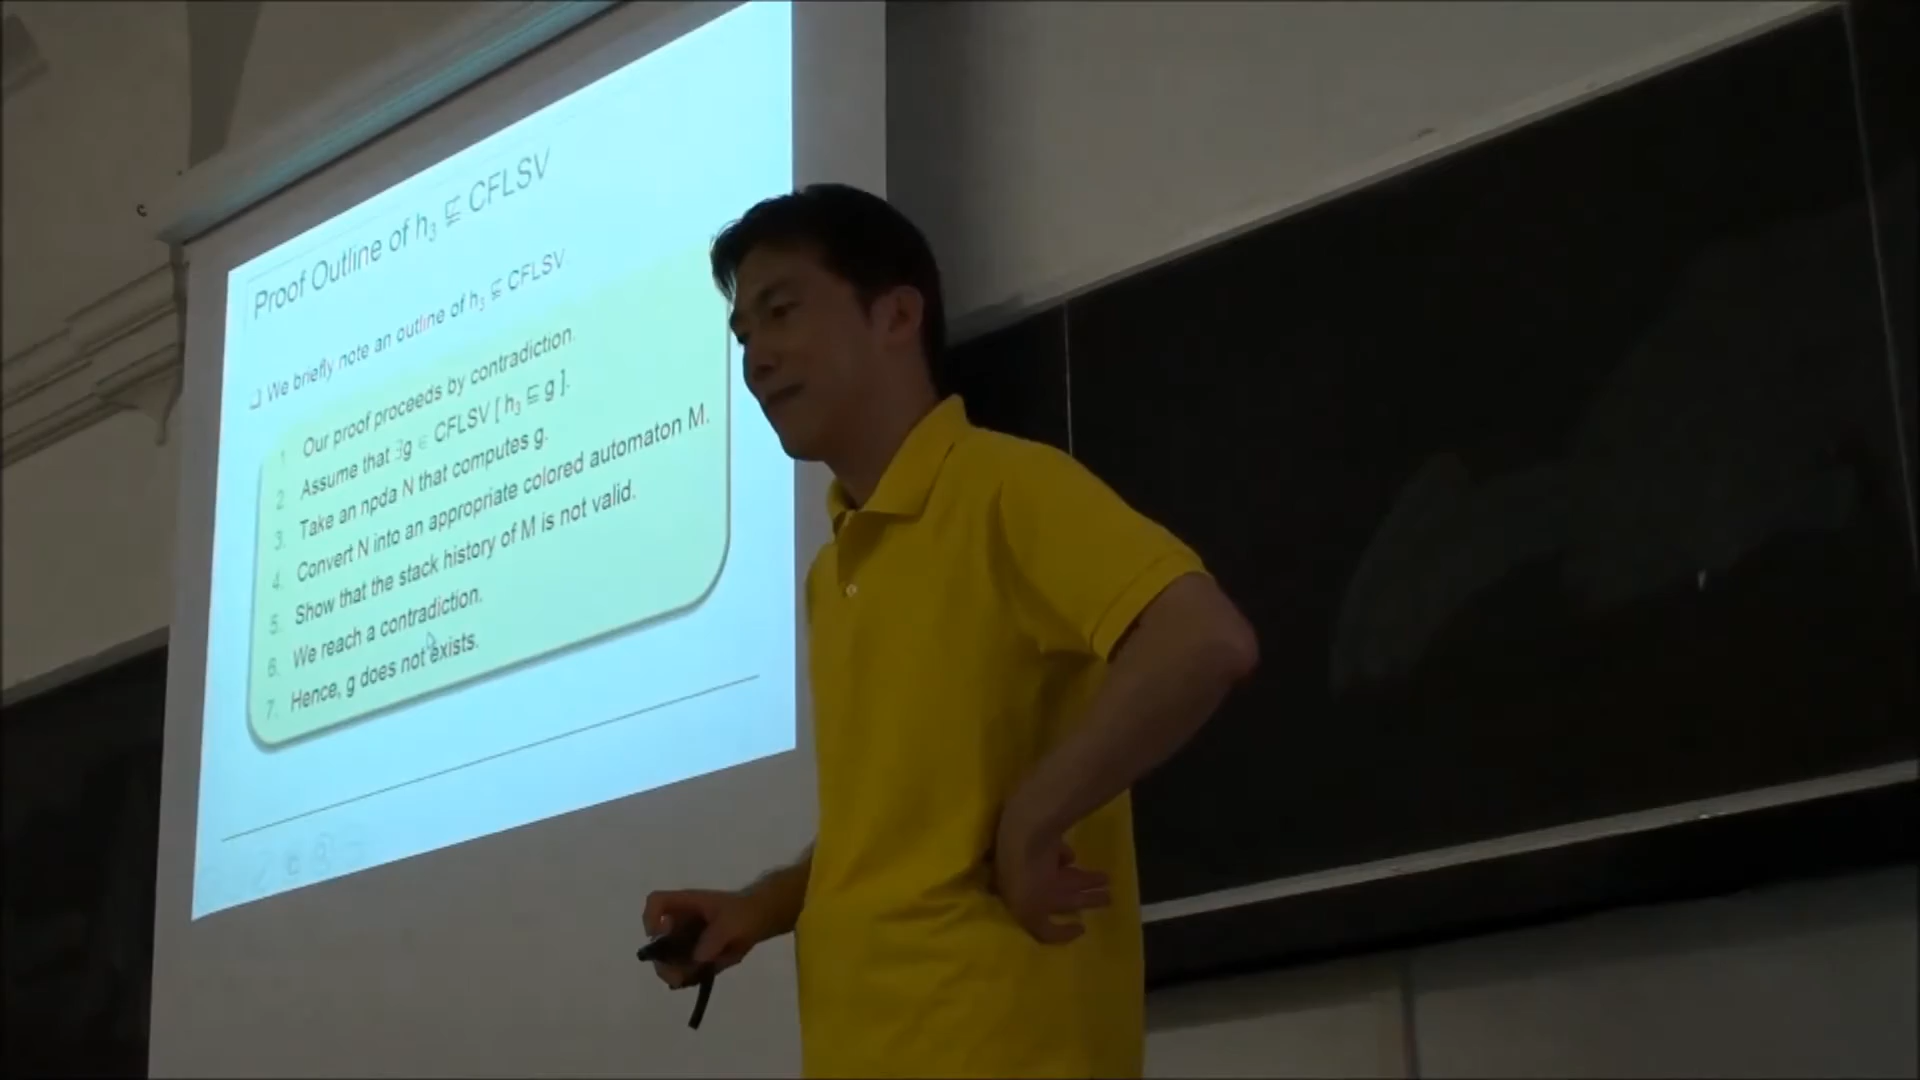 Proof Outline of h₃ ⋢ CFLSV
❑ We briefly note an outline of h₃ ⋢ CFLSV
1. Our proof proceeds by contradiction.
2. Assume that ∃g ∈ CFLSV [ h₃ ⊑ g ].
3. Take an npda N that computes g.
4. Convert N into an appropriate colored automaton M.
5. Show that the stack history of M is not valid.
6. We reach a contradiction.
7. Hence, g does not exists.